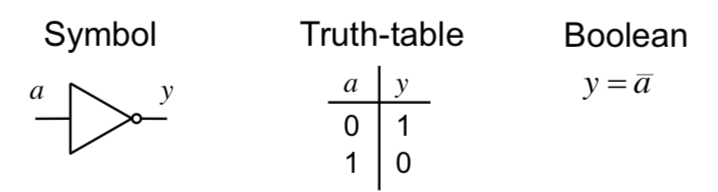 Symbol Truth-table Boolean
a y
a y
y = a̅
0 1
1 0